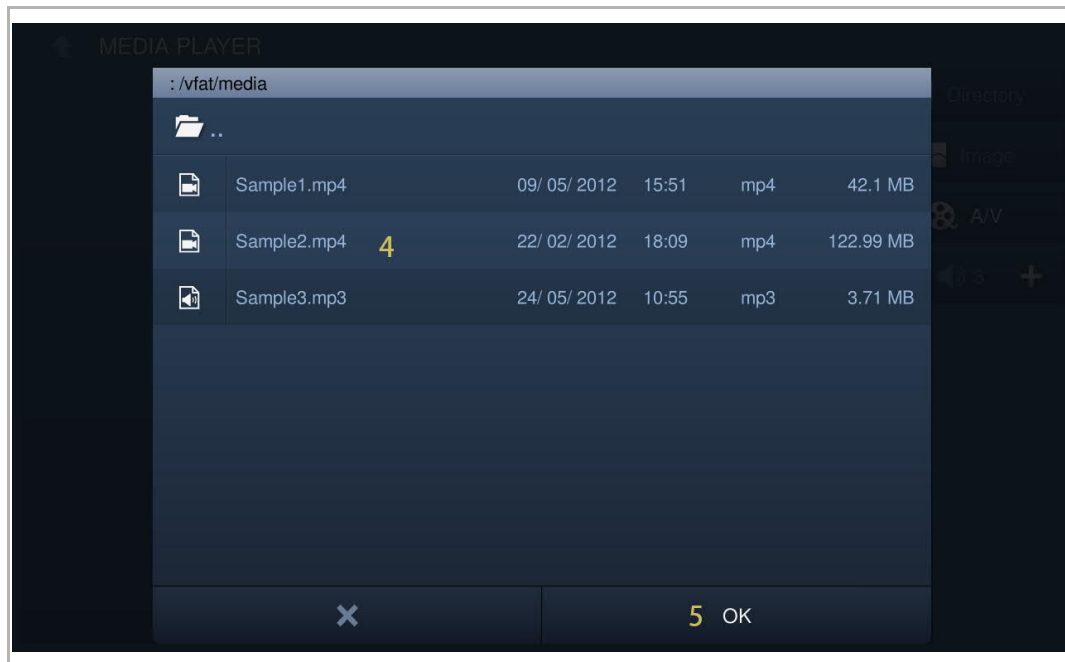 MEDIA PLAYER
: /vfat/media
Directory
..
Image
Sample1.mp4 09/ 05/ 2012 15:51 mp4 42.1 MB
A/V
Sample2.mp4 4 22/ 02/ 2012 18:09 mp4 122.99 MB
3
Sample3.mp3 24/ 05/ 2012 10:55 mp3 3.71 MB
5 OK